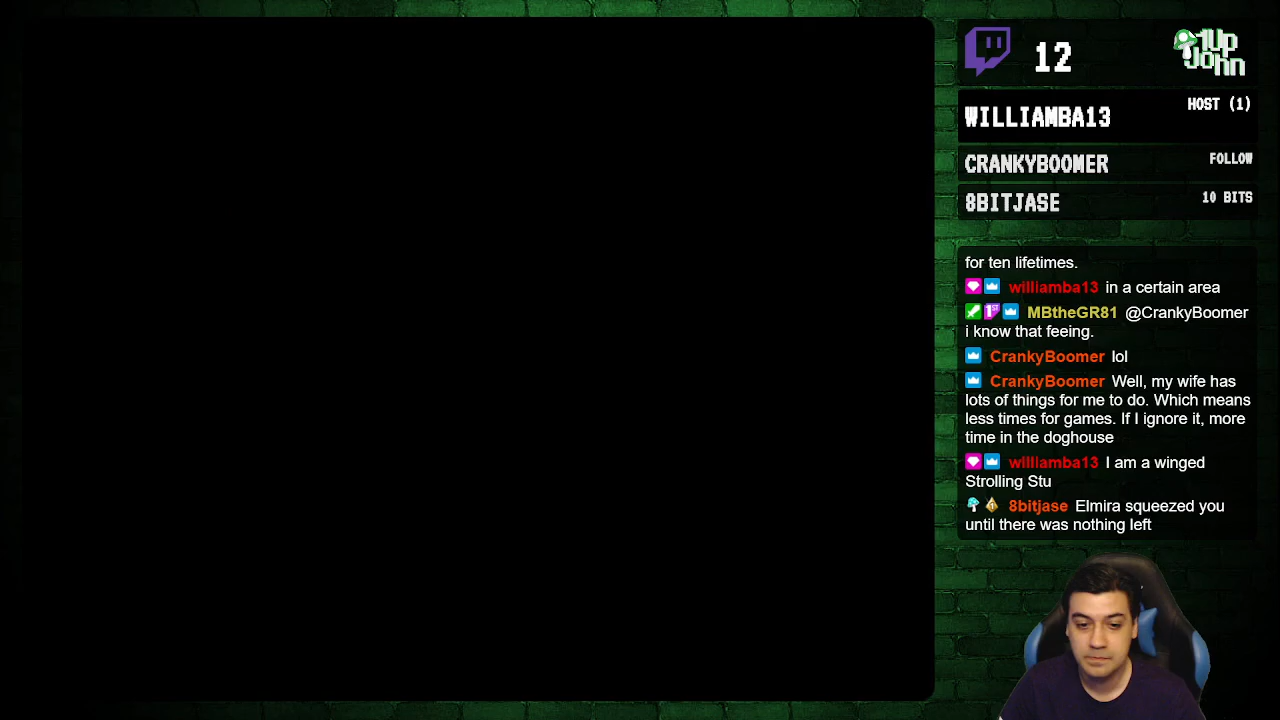 12
1Up
John
WILLIAMBA13
HOST (1)
CRANKYBOOMER
FOLLOW
8BITJASE
10 BITS
for ten lifetimes.
williamba13 in a certain area
1ST MBtheGR81 @CrankyBoomer
i know that feeing.
CrankyBoomer lol
CrankyBoomer Well, my wife has
lots of things for me to do. Which means
less times for games. If I ignore it, more
time in the doghouse
williamba13 I am a winged
Strolling Stu
1 8bitjase Elmira squeezed you
until there was nothing left